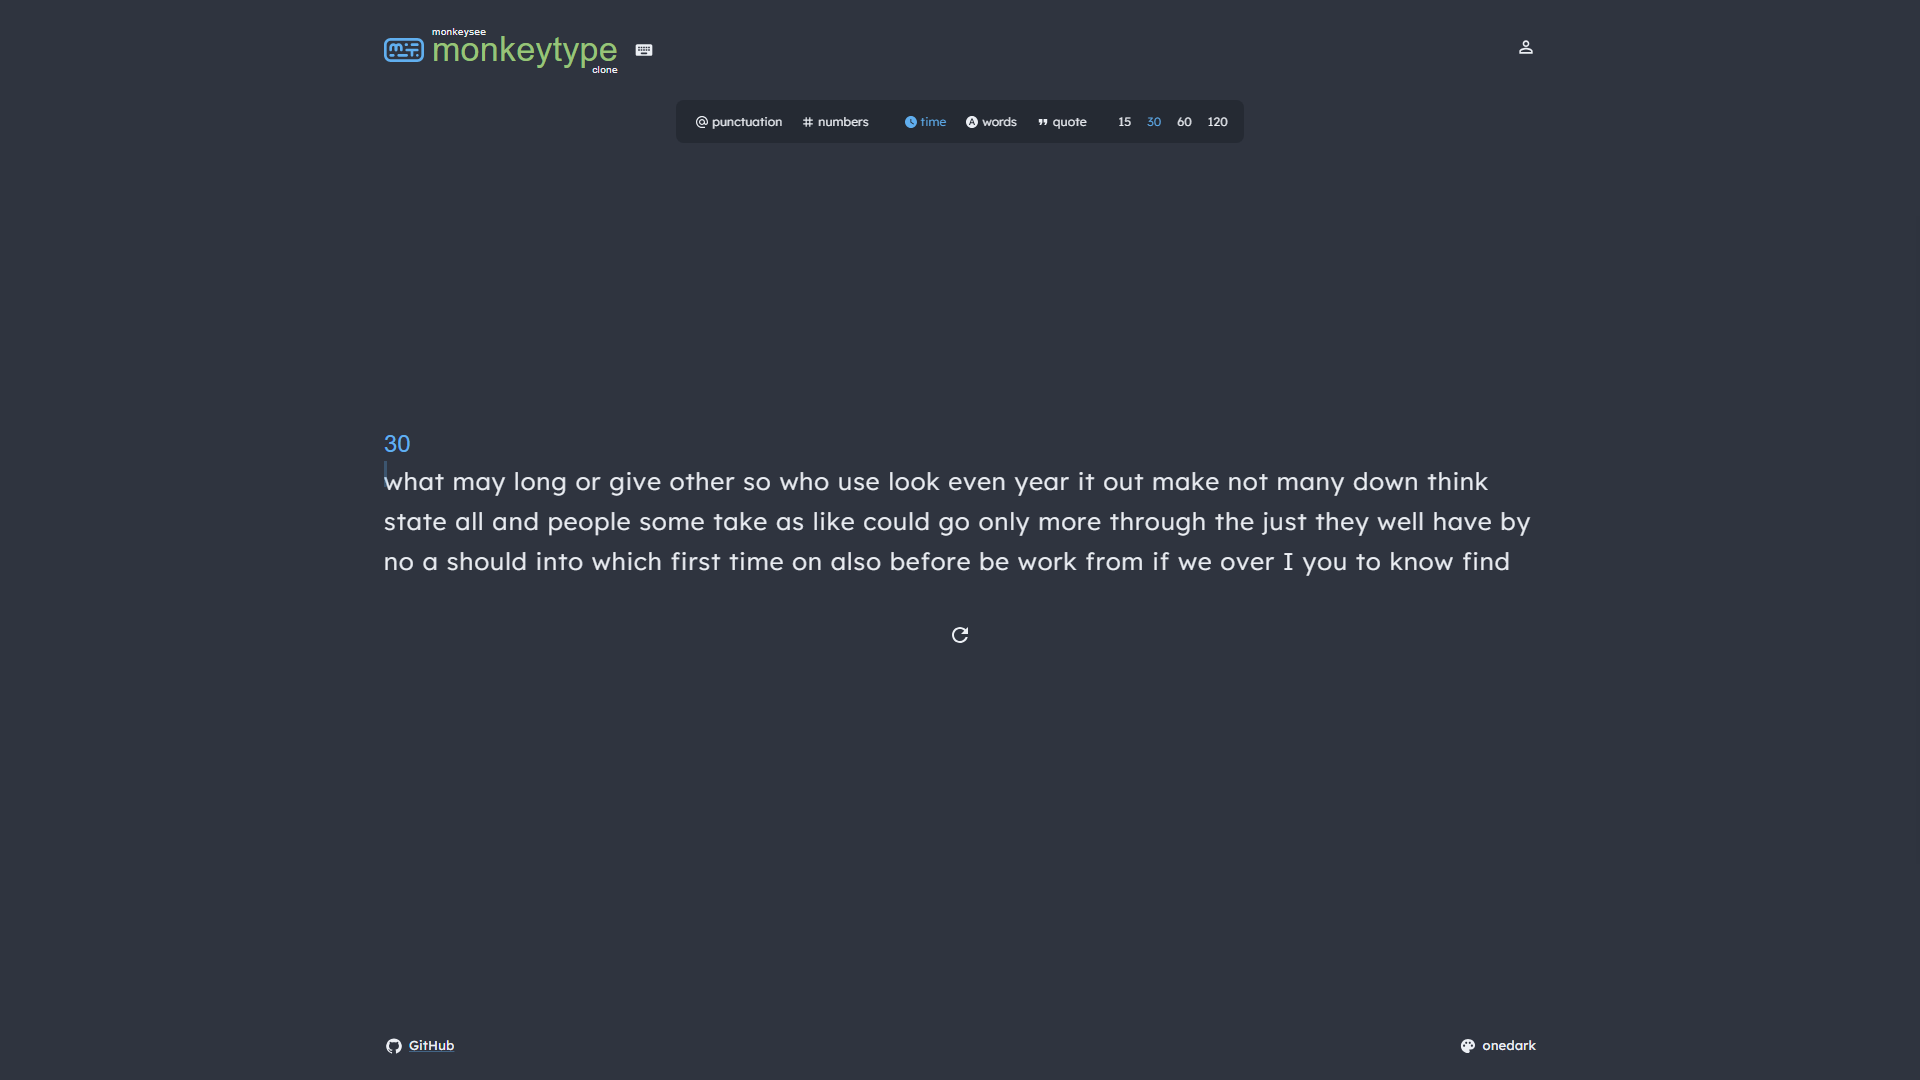 monkeysee
monkeytype
clone
@ punctuation # numbers time words quote 15 30 60 120
30
what may long or give other so who use look even year it out make not many down think
state all and people some take as like could go only more through the just they well have by
no a should into which first time on also before be work from if we over I you to know find
GitHub onedark